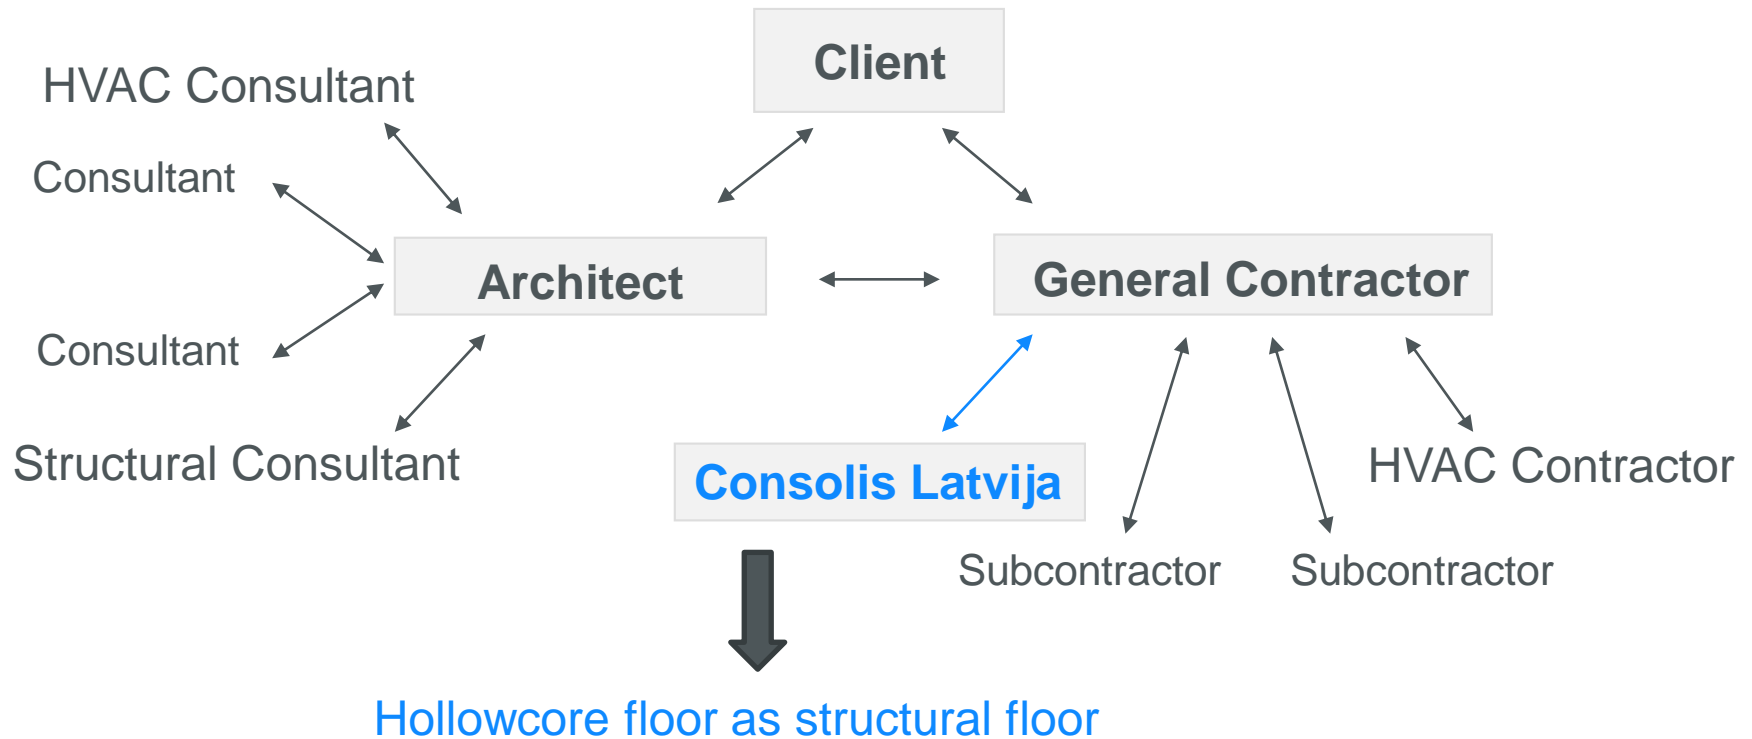 Client
HVAC Consultant
Consultant
Architect
General Contractor
Consultant
Structural Consultant
Consolis Latvija
HVAC Contractor
Subcontractor
Subcontractor
Hollowcore floor as structural floor